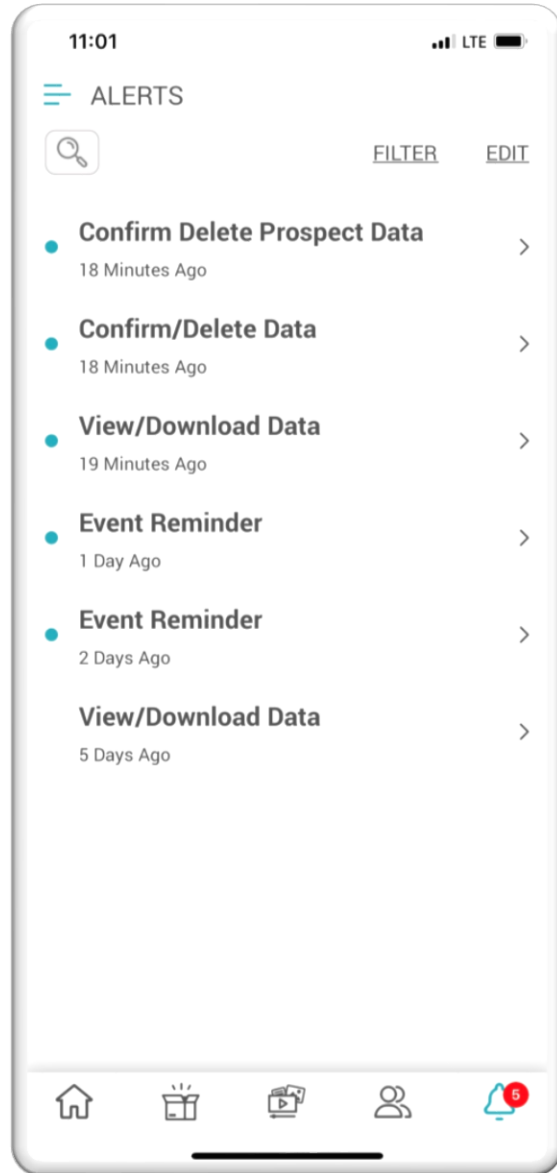 11:01
LTE
ALERTS
FILTER EDIT
Confirm Delete Prospect Data
18 Minutes Ago
Confirm/Delete Data
18 Minutes Ago
View/Download Data
19 Minutes Ago
Event Reminder
1 Day Ago
Event Reminder
2 Days Ago
View/Download Data
5 Days Ago
5